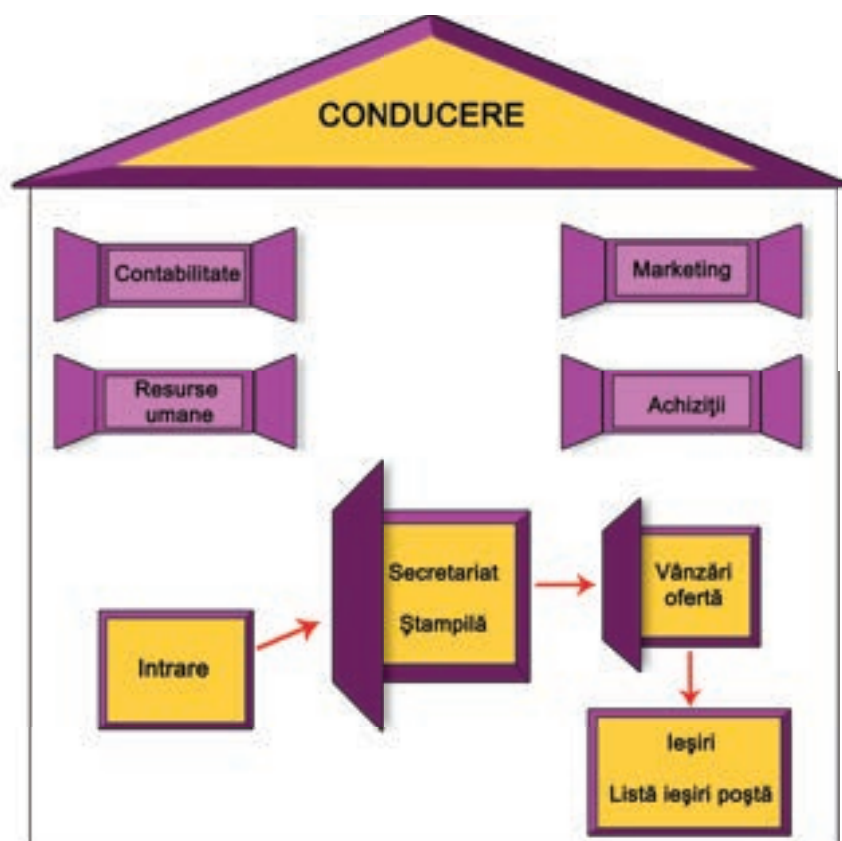 CONDUCERE
Contabilitate
Marketing
Resurse
umane
Achiziţii
Secretariat
Ştampilă
Vânzări
ofertă
Intrare
Ieşiri
Listă ieşiri poştă